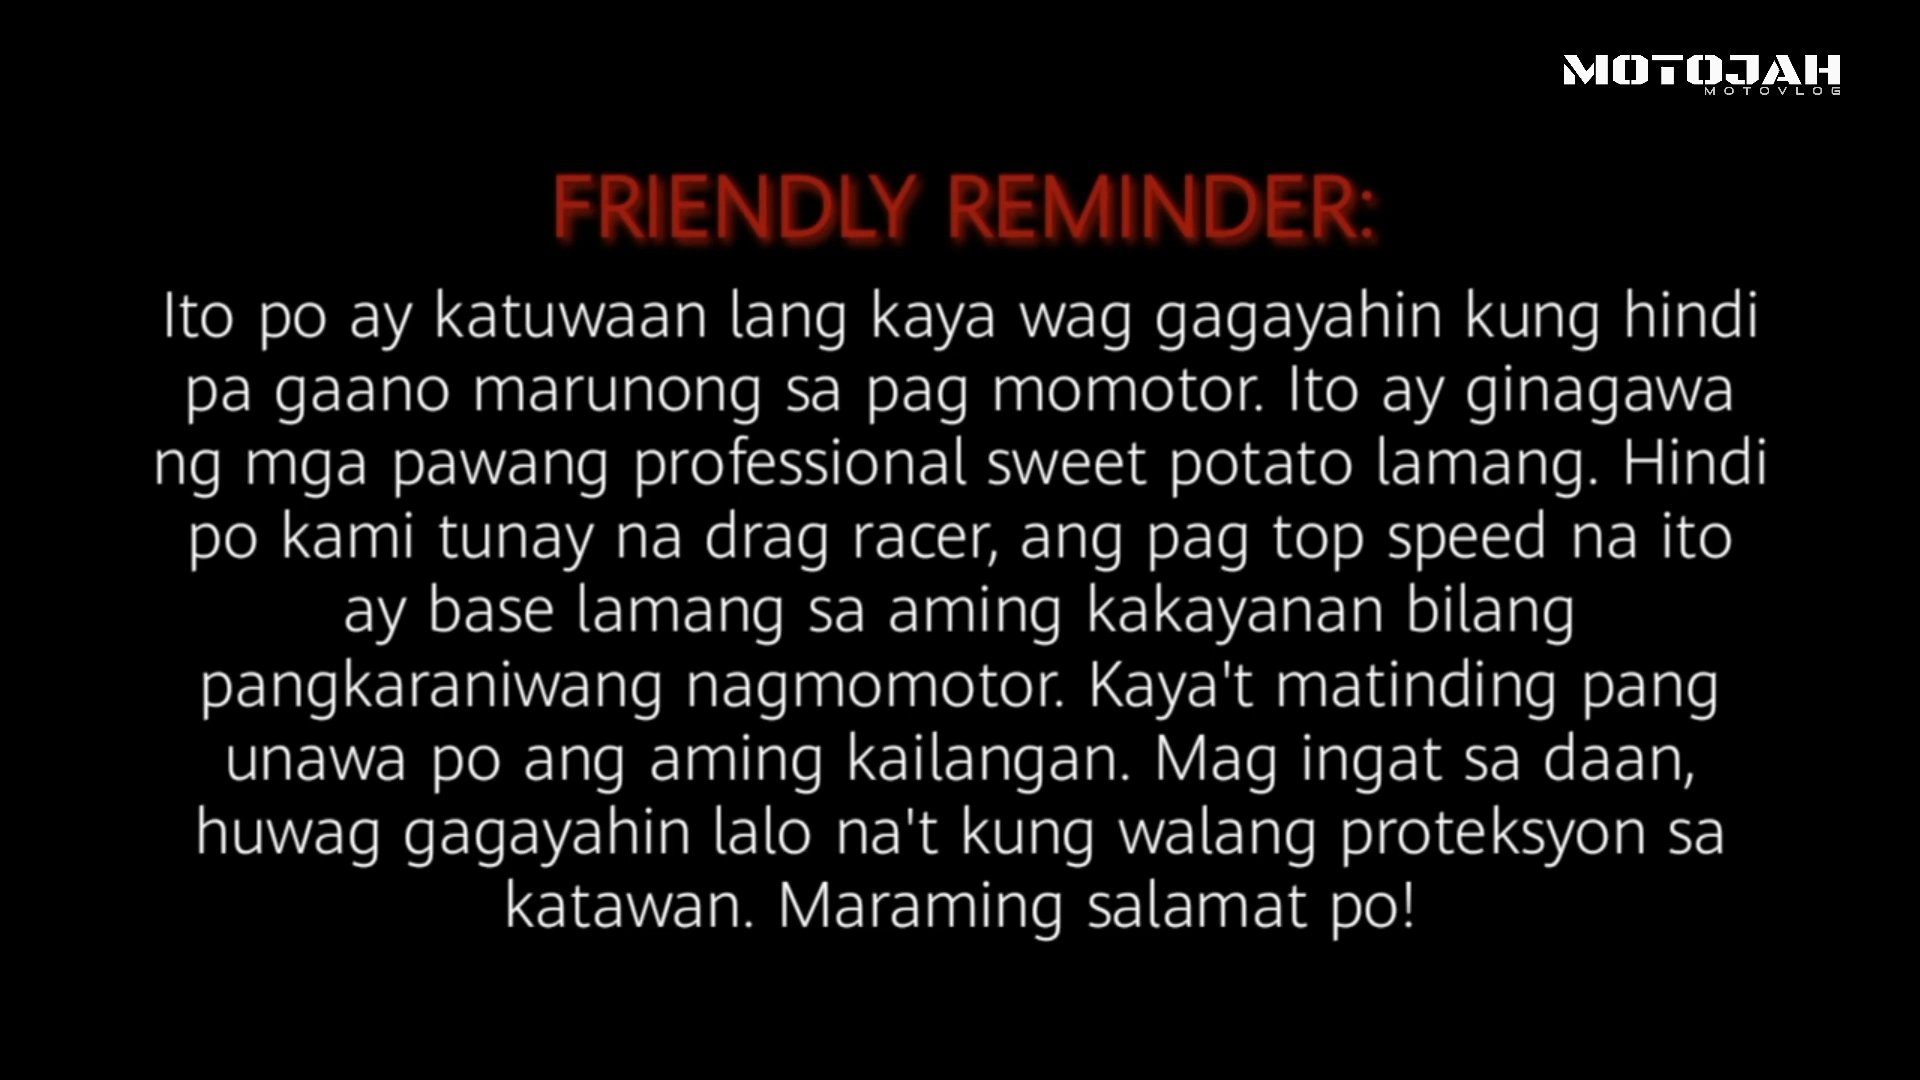 MOTOJAH
MOTOVLOG
FRIENDLY REMINDER:
Ito po ay katuwaan lang kaya wag gagayahin kung hindi
pa gaano marunong sa pag momotor. Ito ay ginagawa
ng mga pawang professional sweet potato lamang. Hindi
po kami tunay na drag racer, ang pag top speed na ito
ay base lamang sa aming kakayanan bilang
pangkaraniwang nagmomotor. Kaya't matinding pang
unawa po ang aming kailangan. Mag ingat sa daan,
huwag gagayahin lalo na't kung walang proteksyon sa
katawan. Maraming salamat po!